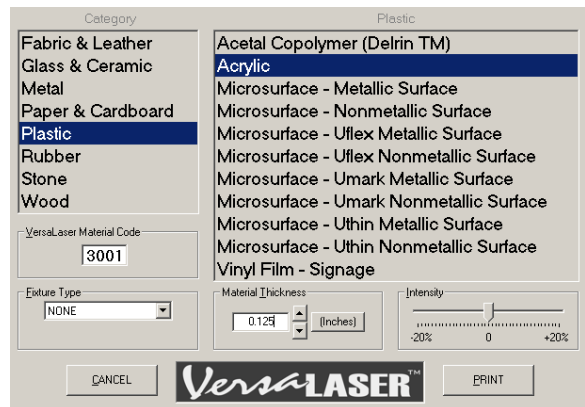 Category
Fabric & Leather
Glass & Ceramic
Metal
Paper & Cardboard
Plastic
Rubber
Stone
Wood
Plastic
Acetal Copolymer (Delrin TM)
Acrylic
Microsurface - Metallic Surface
Microsurface - Nonmetallic Surface
Microsurface - Uflex Metallic Surface
Microsurface - Uflex Nonmetallic Surface
Microsurface - Umark Metallic Surface
Microsurface - Umark Nonmetallic Surface
Microsurface - Uthin Metallic Surface
Microsurface - Uthin Nonmetallic Surface
Vinyl Film - Signage
VersaLaser Material Code
3001
Fixture Type
NONE
Material Thickness
0.125 (Inches)
Intensity
-20% 0 +20%
CANCEL
VersaLASER™
PRINT